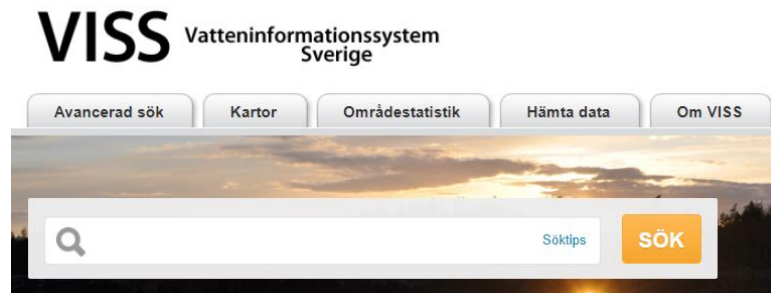 VISS Vatteninformationssystem
Sverige
Avancerad sök Kartor Områdestatistik Hämta data Om VISS
Söktips SÖK